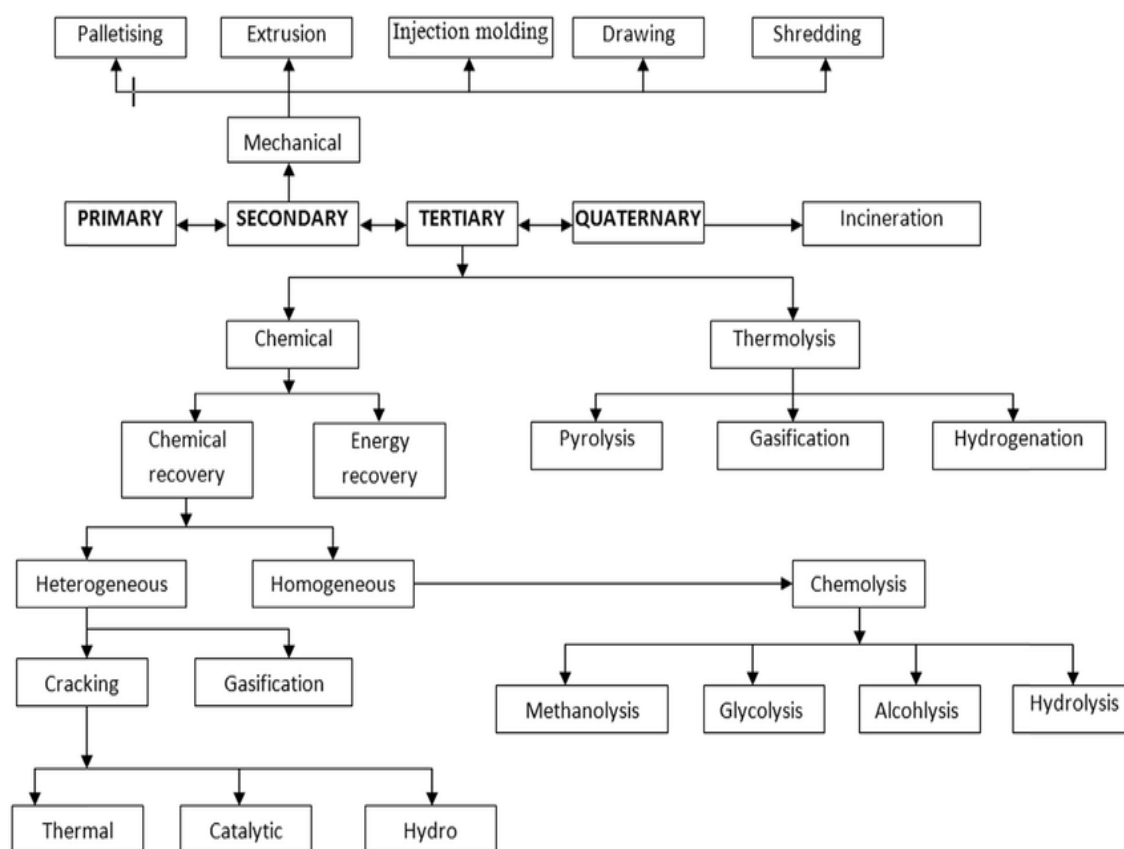 Palletising
Extrusion
Injection molding
Drawing
Shredding
Mechanical
PRIMARY
SECONDARY
TERTIARY
QUATERNARY
Incineration
Chemical
Thermolysis
Chemical
recovery
Energy
recovery
Pyrolysis
Gasification
Hydrogenation
Heterogeneous
Homogeneous
Chemolysis
Cracking
Gasification
Methanolysis
Glycolysis
Alcohlysis
Hydrolysis
Thermal
Catalytic
Hydro